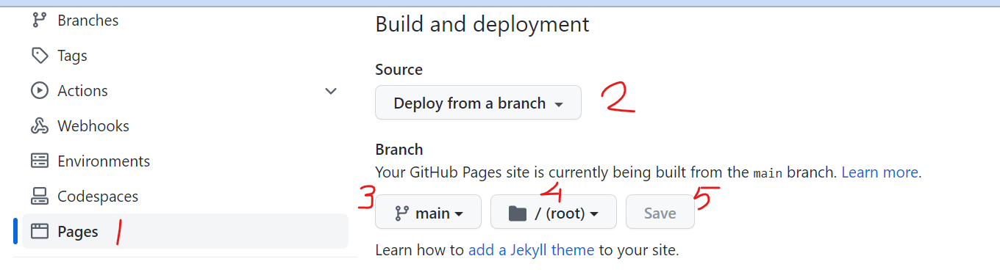 Branches
Tags
Actions
Webhooks
Environments
Codespaces
Pages 1
Build and deployment
Source
Deploy from a branch 2
Branch
Your GitHub Pages site is currently being built from the main branch. Learn more.
3 main 4 / (root) Save 5
Learn how to add a Jekyll theme to your site.